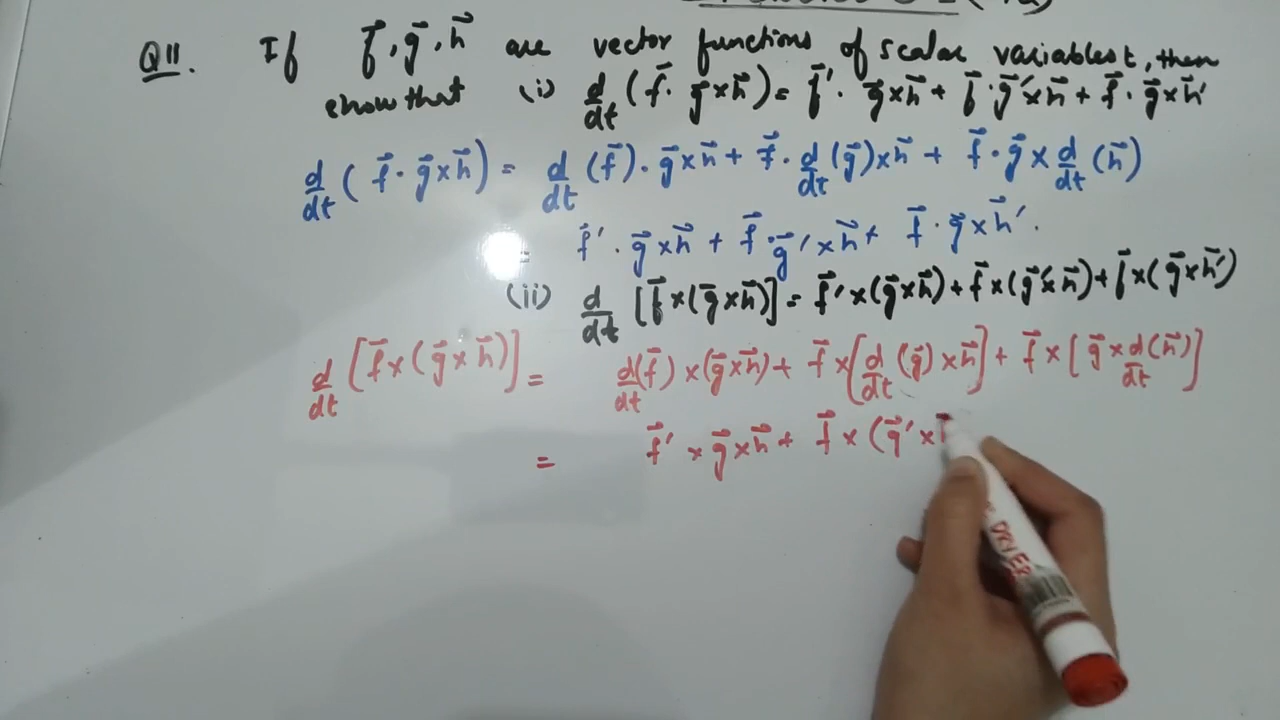 Q11. If f⃗, g⃗, h⃗ are vector functions of scalar variables t, then
show that (i) d/dt (f⃗ · g⃗ × h⃗) = f⃗′ · g⃗ × h⃗ + f⃗ · g⃗′ × h⃗ + f⃗ · g⃗ × h⃗′
d/dt (f⃗ · g⃗ × h⃗) = d/dt (f⃗) · g⃗ × h⃗ + f⃗ · d/dt (g⃗) × h⃗ + f⃗ · g⃗ × d/dt (h⃗)
= f⃗′ · g⃗ × h⃗ + f⃗ · g⃗′ × h⃗ + f⃗ · g⃗ × h⃗′.
(ii) d/dt [f⃗ × (g⃗ × h⃗)] = f⃗′ × (g⃗ × h⃗) + f⃗ × (g⃗′ × h⃗) + f⃗ × (g⃗ × h⃗′)
d/dt [f⃗ × (g⃗ × h⃗)] = d/dt (f⃗) × (g⃗ × h⃗) + f⃗ × [d/dt (g⃗) × h⃗] + f⃗ × [g⃗ × d/dt (h⃗)]
= f⃗′ × g⃗ × h⃗ + f⃗ × (g⃗′ ×